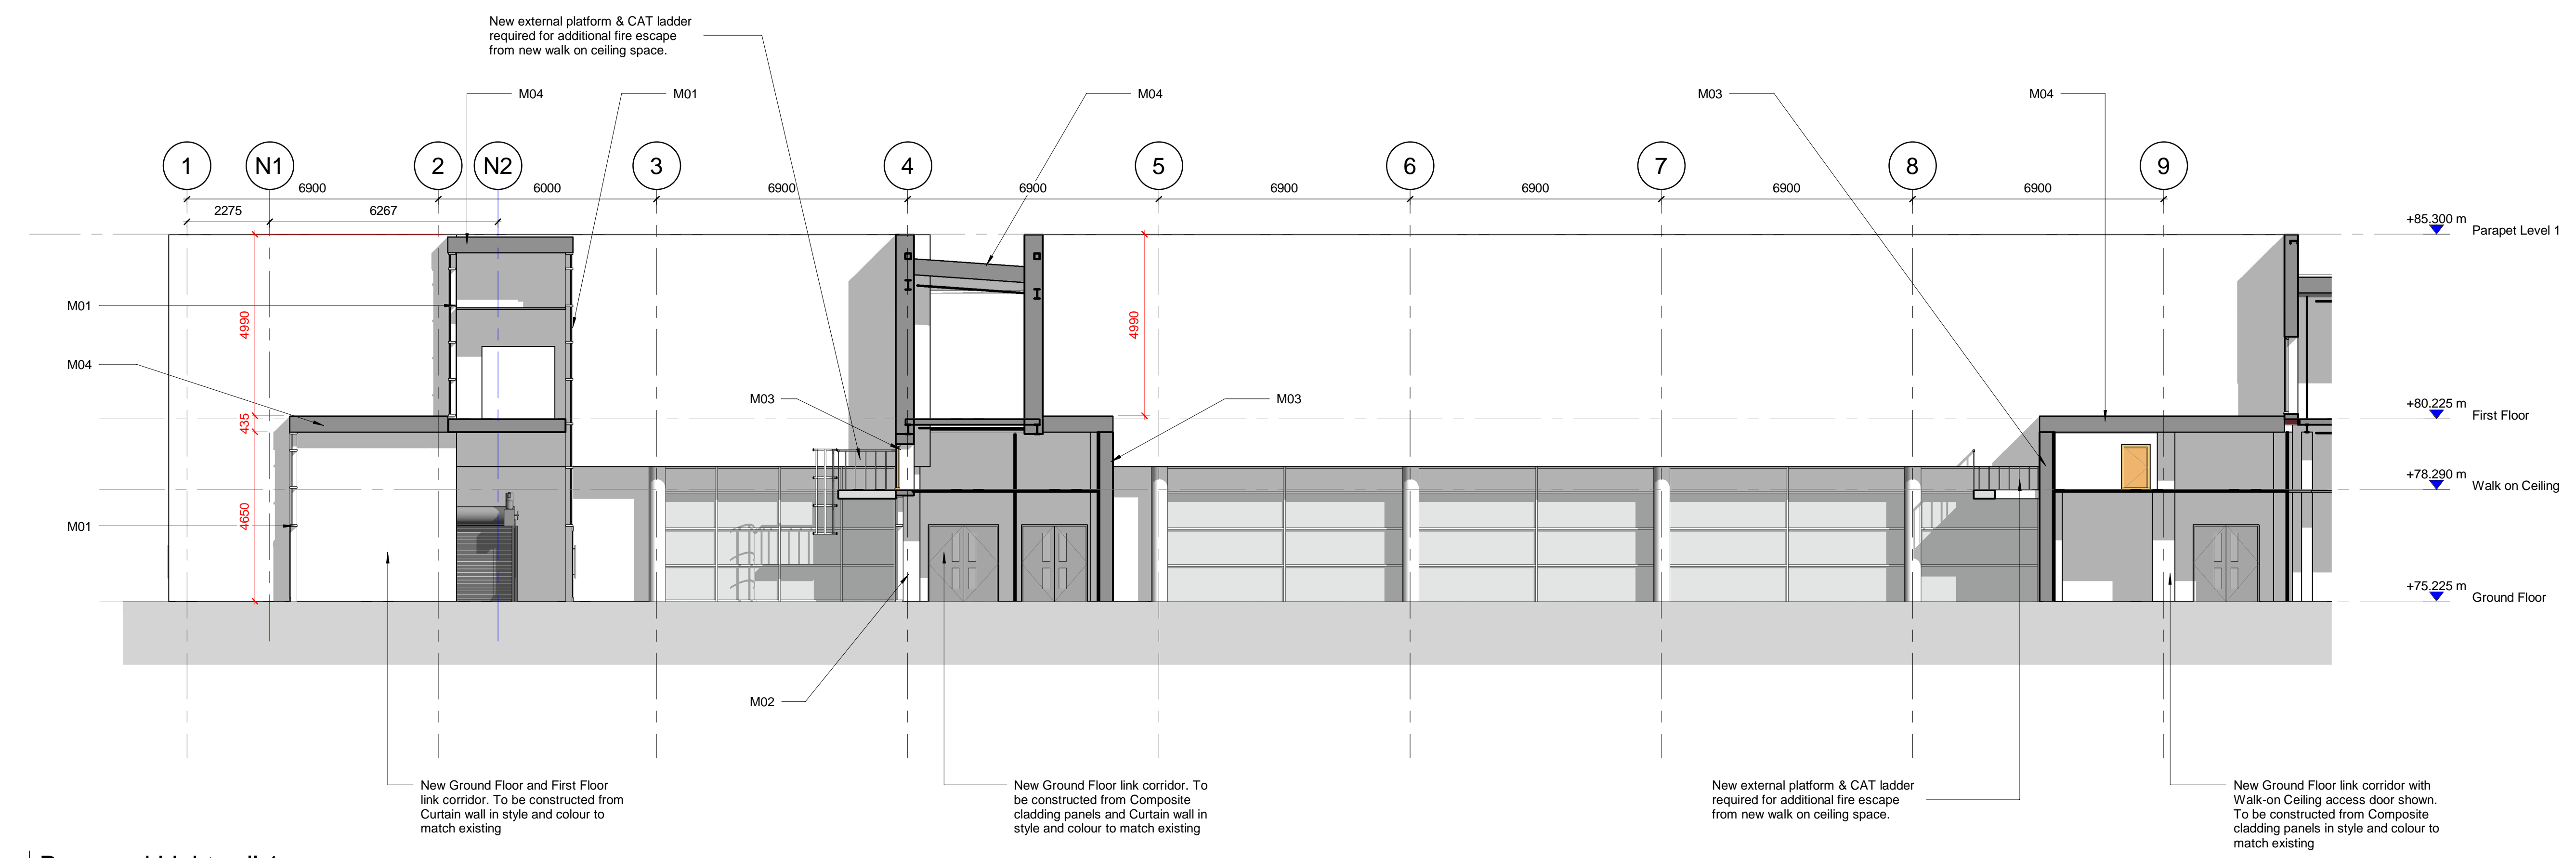 New external platform & CAT ladder
required for additional fire escape
from new walk on ceiling space.
M04
M01
M04
M03
M04
1
N1
2
N2
3
4
5
6
7
8
9
6900
6000
6900
6900
6900
6900
6900
6900
2275
6267
+85.300 m
Parapet Level 1
M01
4990
4990
M04
M03
M03
+80.225 m
First Floor
435
+78.290 m
Walk on Ceiling
M01
4650
+75.225 m
Ground Floor
M02
New Ground Floor and First Floor
link corridor. To be constructed from
Curtain wall in style and colour to
match existing
New Ground Floor link corridor. To
be constructed from Composite
cladding panels and Curtain wall in
style and colour to match existing
New external platform & CAT ladder
required for additional fire escape
from new walk on ceiling space.
New Ground Floor link corridor with
Walk-on Ceiling access door shown.
To be constructed from Composite
cladding panels in style and colour to
match existing